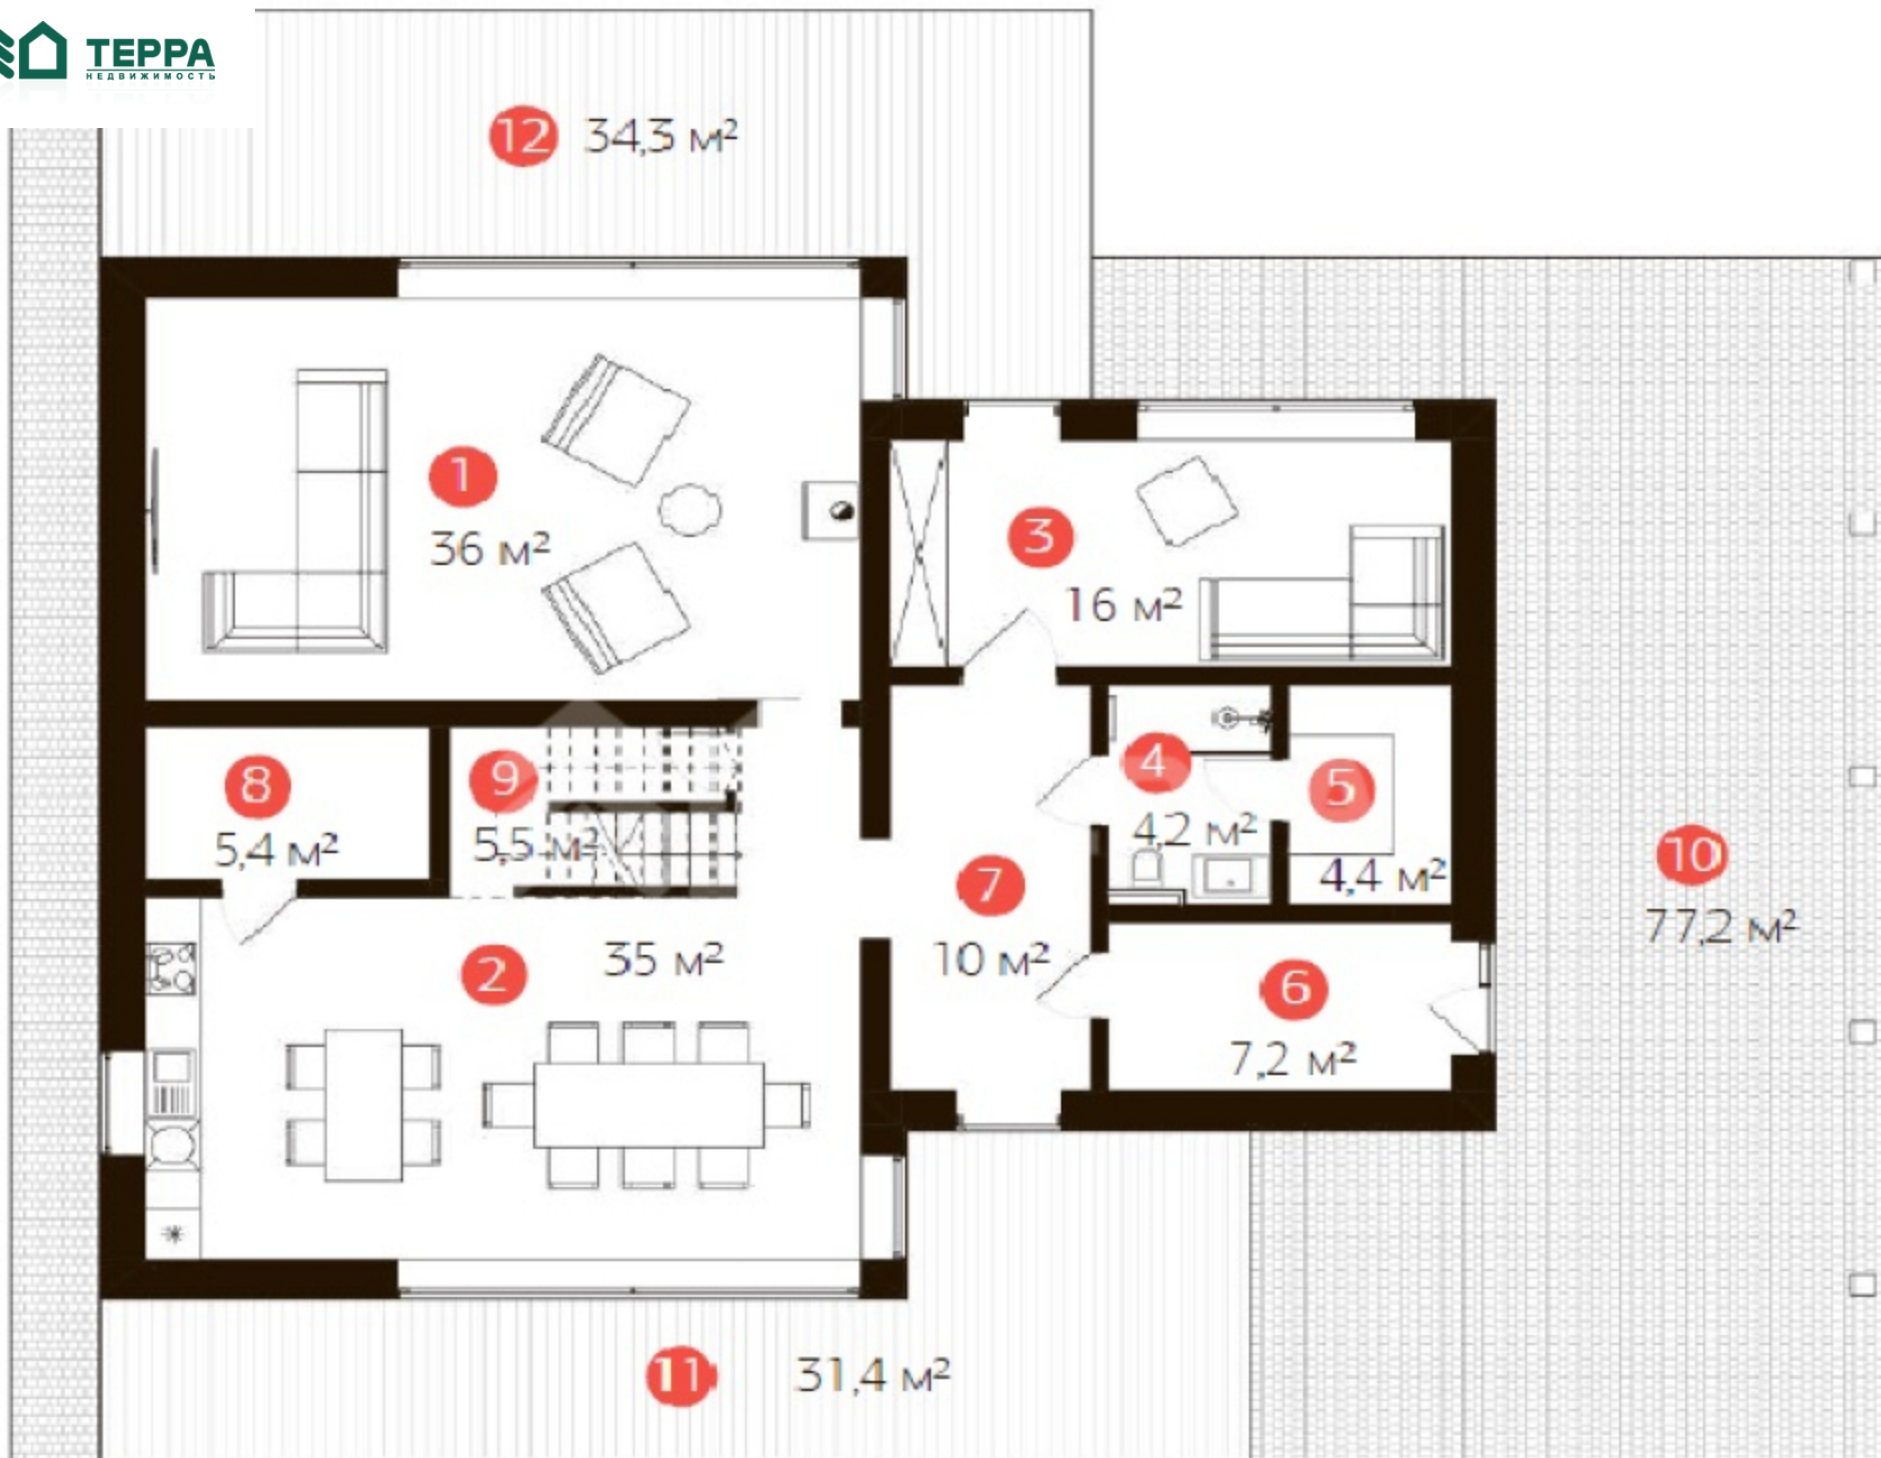 ТЕРРА
НЕДВИЖИМОСТЬ
12 34,3 м²
1
36 м²
3
16 м²
8
5,4 м²
9
5,5 м²
4
4,2 м²
5
4,4 м²
7
10 м²
2
35 м²
6
7,2 м²
10
77,2 м²
11 31,4 м²